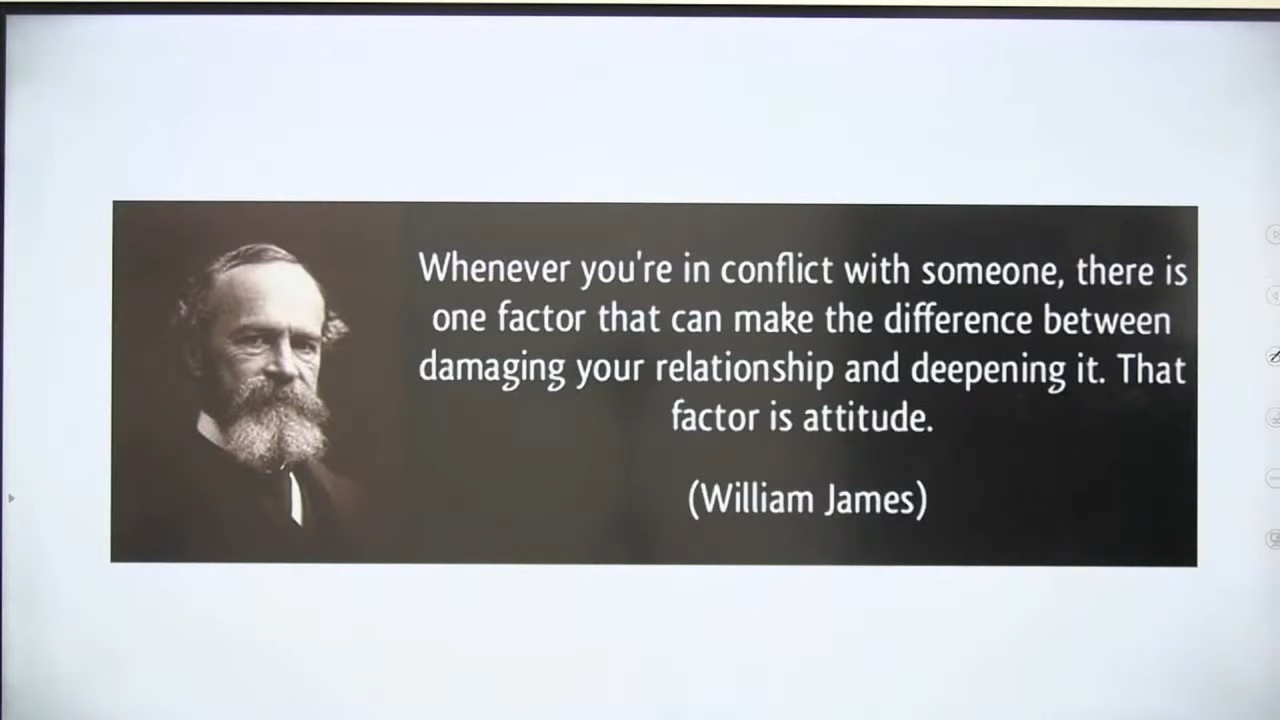 Whenever you're in conflict with someone, there is
one factor that can make the difference between
damaging your relationship and deepening it. That
factor is attitude.
(William James)